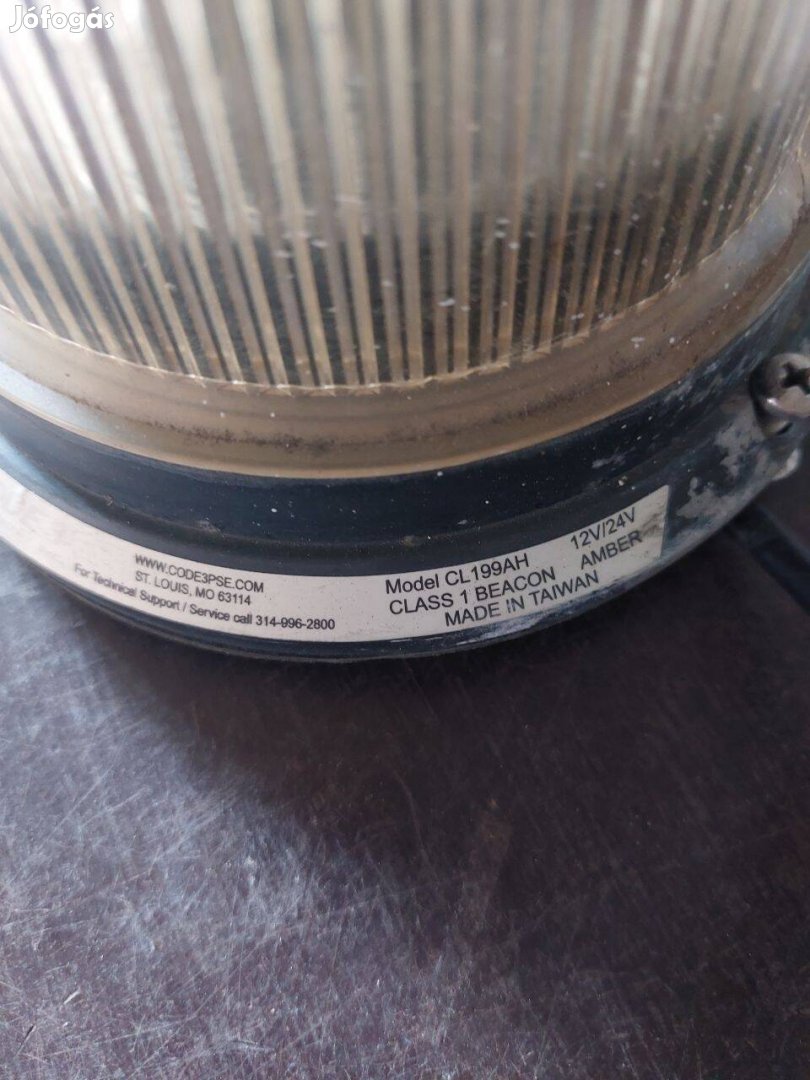 Jófogás
WWW.CODE3PSE.COM
ST. LOUIS, MO 63114
For Technical Support / Service call 314-996-2800
Model CL199AH 12V/24V
CLASS 1 BEACON AMBER
MADE IN TAIWAN